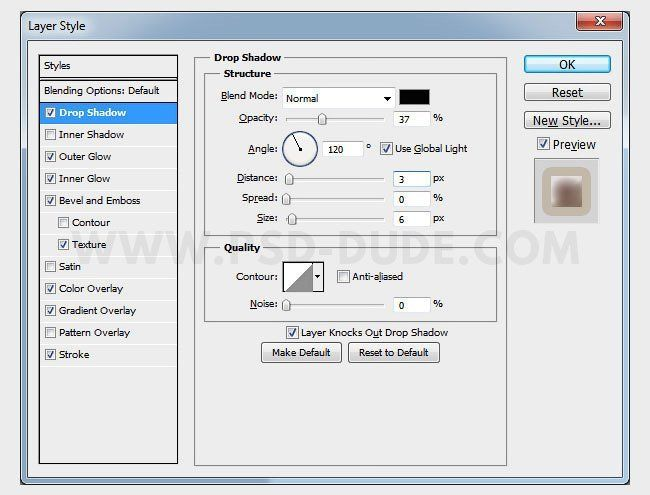 Layer Style
Styles
Blending Options: Default
Drop Shadow
Inner Shadow
Outer Glow
Inner Glow
Bevel and Emboss
Contour
Texture
Satin
Color Overlay
Gradient Overlay
Pattern Overlay
Stroke
Drop Shadow
Structure
Blend Mode: Normal
Opacity: 37 %
Angle: 120 ° Use Global Light
Distance: 3 px
Spread: 0 %
Size: 6 px
Quality
Contour: Anti-aliased
Noise: 0 %
Layer Knocks Out Drop Shadow
Make Default Reset to Default
OK
Reset
New Style...
Preview
WWW.PSD-DUDE.COM